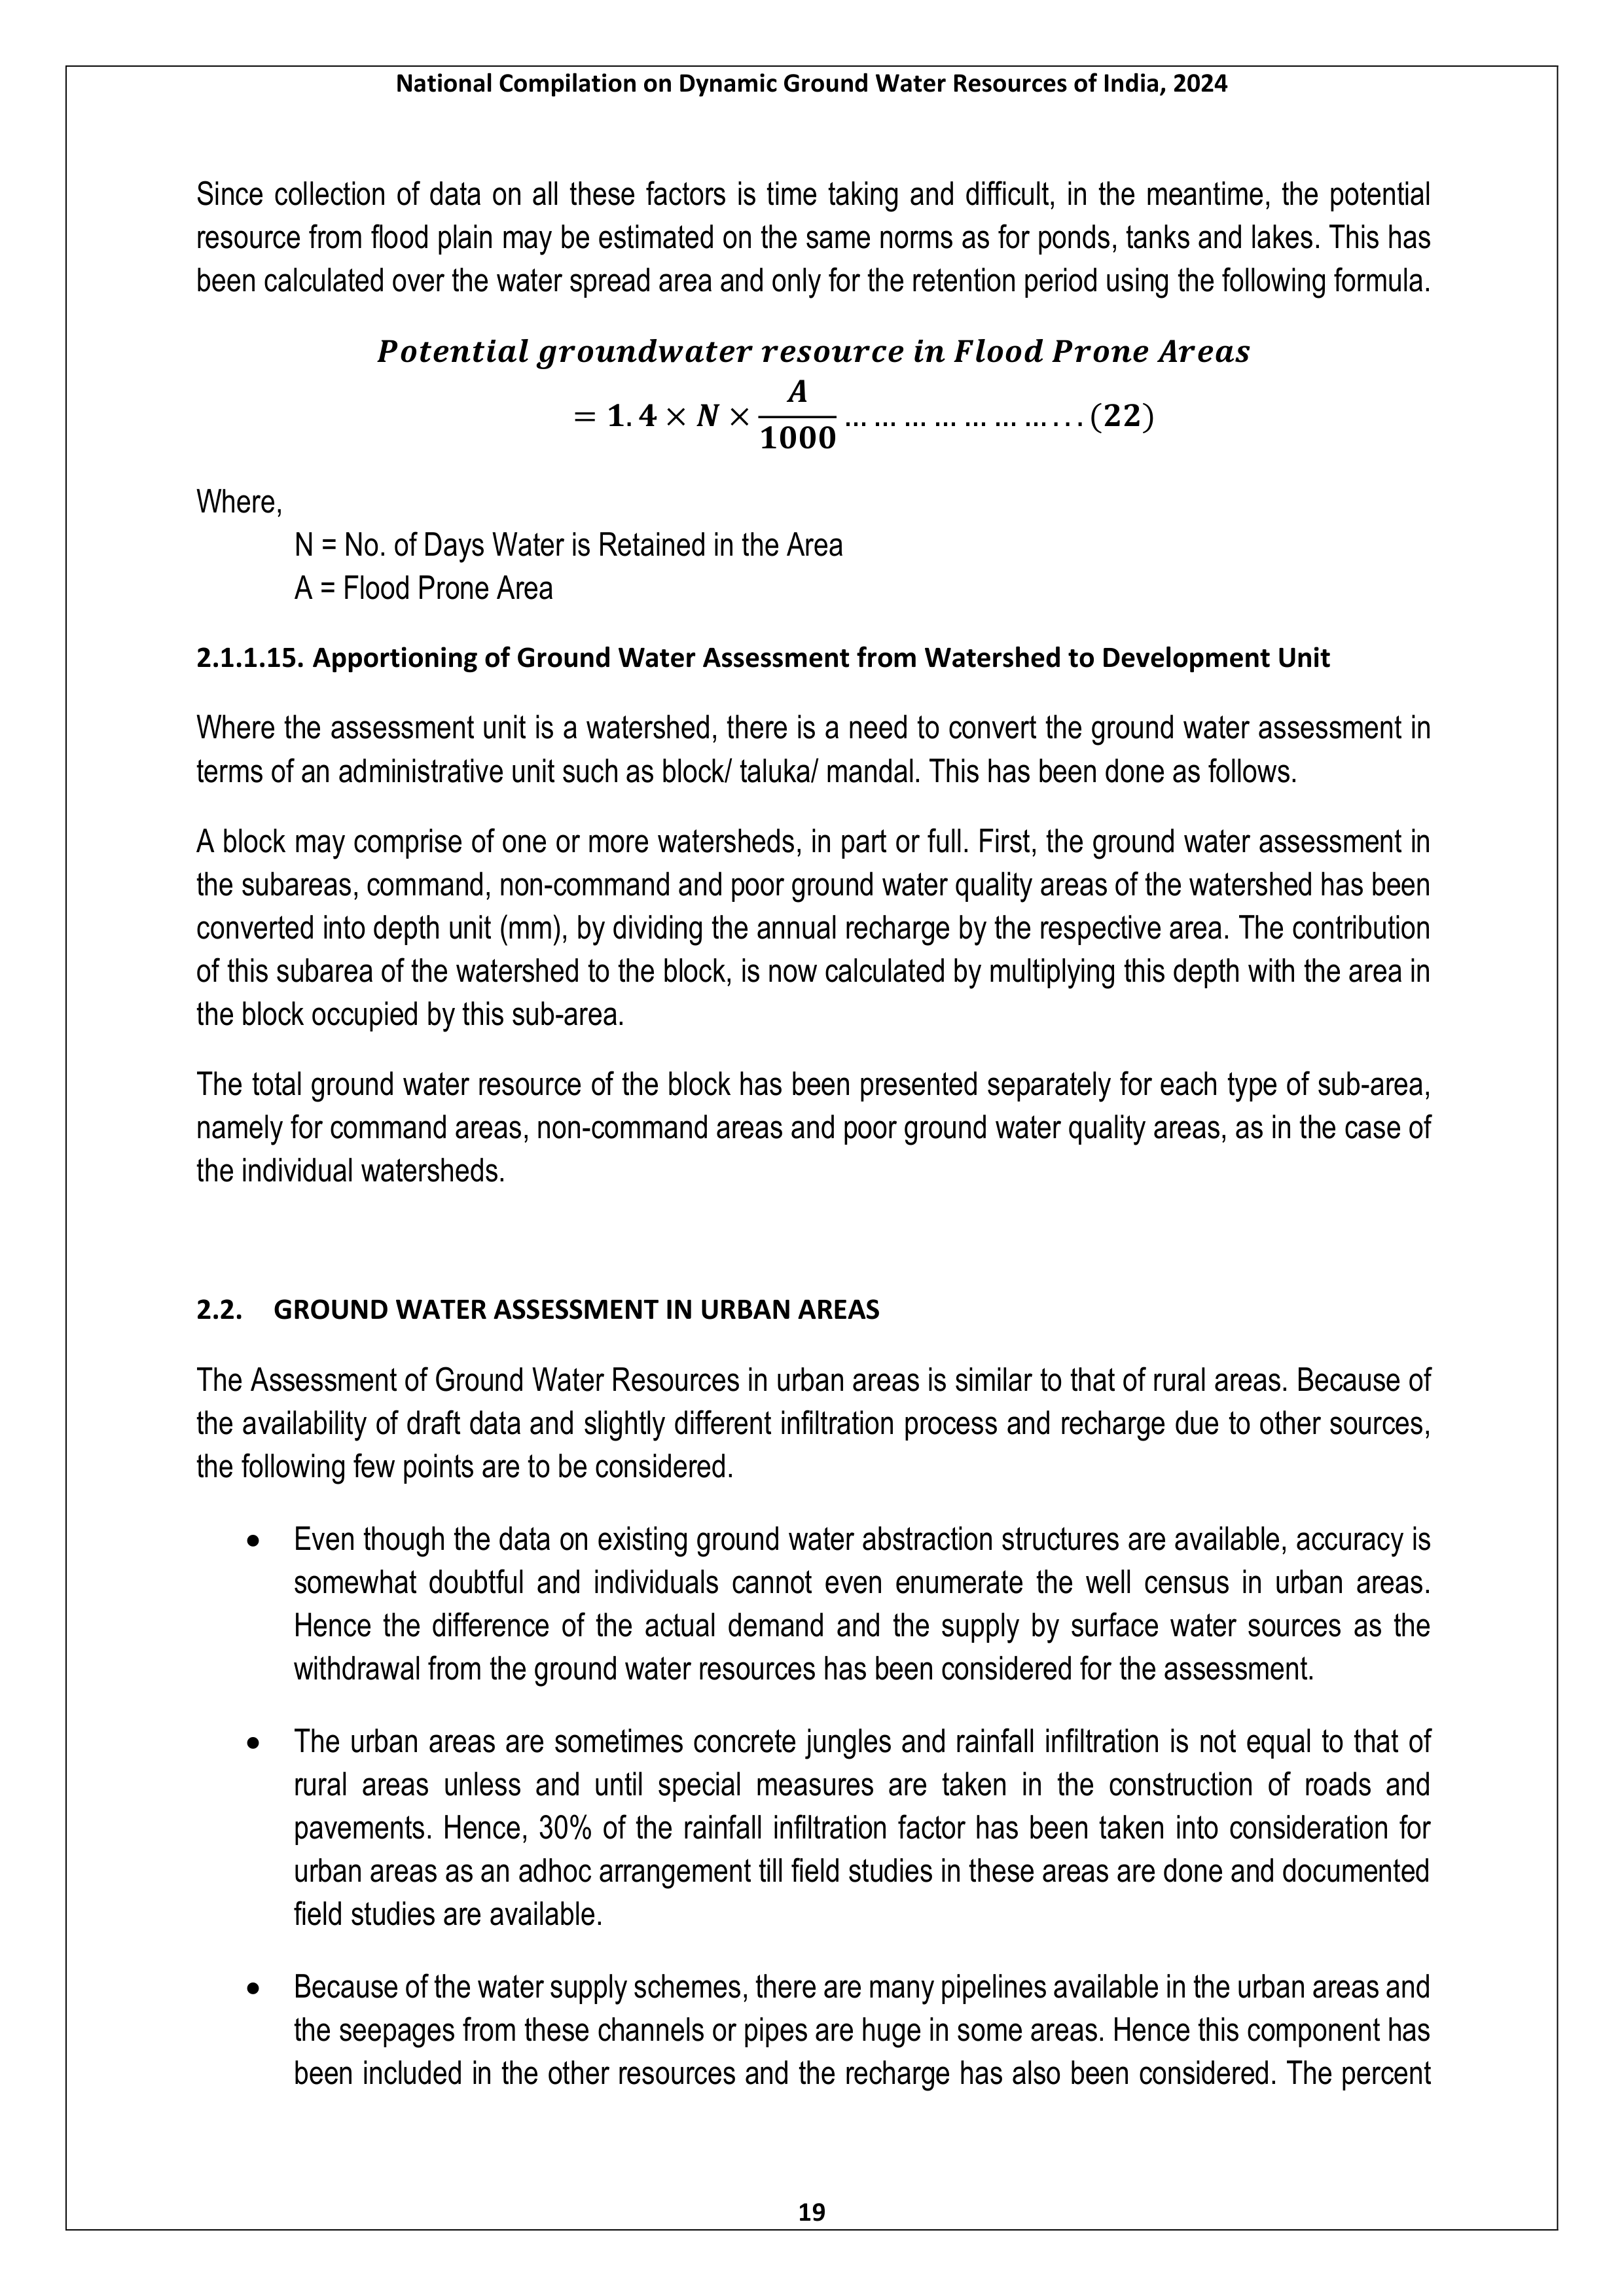 National Compilation on Dynamic Ground Water Resources of India, 2024
Since collection of data on all these factors is time taking and difficult, in the meantime, the potential
resource from flood plain may be estimated on the same norms as for ponds, tanks and lakes. This has
been calculated over the water spread area and only for the retention period using the following formula.
Potential groundwater resource in Flood Prone Areas
= 1.4 × N × A/1000 … … … … … … … . . . (22)
Where,
N = No. of Days Water is Retained in the Area
A = Flood Prone Area
2.1.1.15. Apportioning of Ground Water Assessment from Watershed to Development Unit
Where the assessment unit is a watershed, there is a need to convert the ground water assessment in
terms of an administrative unit such as block/ taluka/ mandal. This has been done as follows.
A block may comprise of one or more watersheds, in part or full. First, the ground water assessment in
the subareas, command, non-command and poor ground water quality areas of the watershed has been
converted into depth unit (mm), by dividing the annual recharge by the respective area. The contribution
of this subarea of the watershed to the block, is now calculated by multiplying this depth with the area in
the block occupied by this sub-area.
The total ground water resource of the block has been presented separately for each type of sub-area,
namely for command areas, non-command areas and poor ground water quality areas, as in the case of
the individual watersheds.
2.2. GROUND WATER ASSESSMENT IN URBAN AREAS
The Assessment of Ground Water Resources in urban areas is similar to that of rural areas. Because of
the availability of draft data and slightly different infiltration process and recharge due to other sources,
the following few points are to be considered.
• Even though the data on existing ground water abstraction structures are available, accuracy is
somewhat doubtful and individuals cannot even enumerate the well census in urban areas.
Hence the difference of the actual demand and the supply by surface water sources as the
withdrawal from the ground water resources has been considered for the assessment.
• The urban areas are sometimes concrete jungles and rainfall infiltration is not equal to that of
rural areas unless and until special measures are taken in the construction of roads and
pavements. Hence, 30% of the rainfall infiltration factor has been taken into consideration for
urban areas as an adhoc arrangement till field studies in these areas are done and documented
field studies are available.
• Because of the water supply schemes, there are many pipelines available in the urban areas and
the seepages from these channels or pipes are huge in some areas. Hence this component has
been included in the other resources and the recharge has also been considered. The percent
19